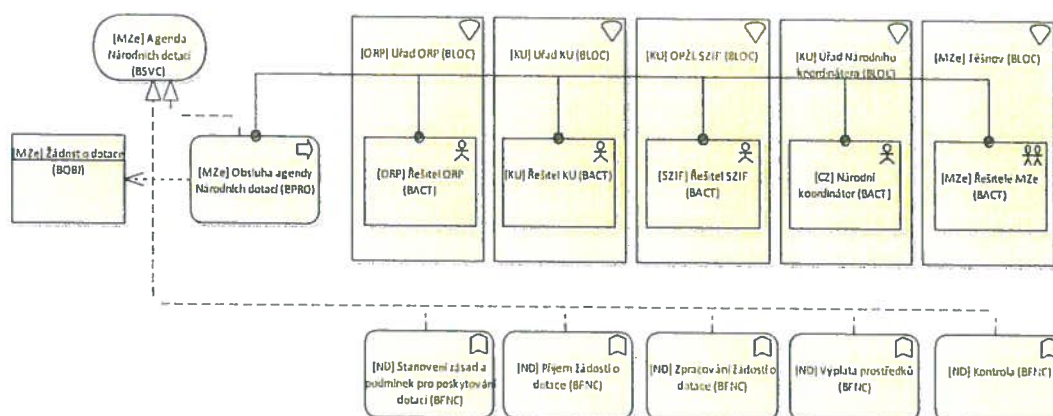 [MZe] Agenda
Národních dotací
(BSVC)
[ORP] Úřad ORP (BLOC)
[KU] Úřad KU (BLOC)
[KU] OPŽL SZIF (BLOC)
[KU] Úřad Národního
koordinátora (BLOC)
[MZe] Těšnov (BLOC)
[MZe] Žádost o dotace
(BOBJ)
[MZe] Obsluha agendy
Národních dotací (BPRO)
[ORP] Řešitel ORP
(BACT)
[KU] Řešitel KU (BACT)
[SZIF] Řešitel SZIF
(BACT)
[CZ] Národní
koordinátor (BACT)
[MZe] Řešitele MZe
(BACT)
[ND] Stanovení zásad a
podmínek pro poskytování
dotací (BFNC)
[ND] Příjem žádostí o
dotace (BFNC)
[ND] Zpracování žádostí o
dotace (BFNC)
[ND] Výplata prostředků
(BFNC)
[ND] Kontrola (BFNC)